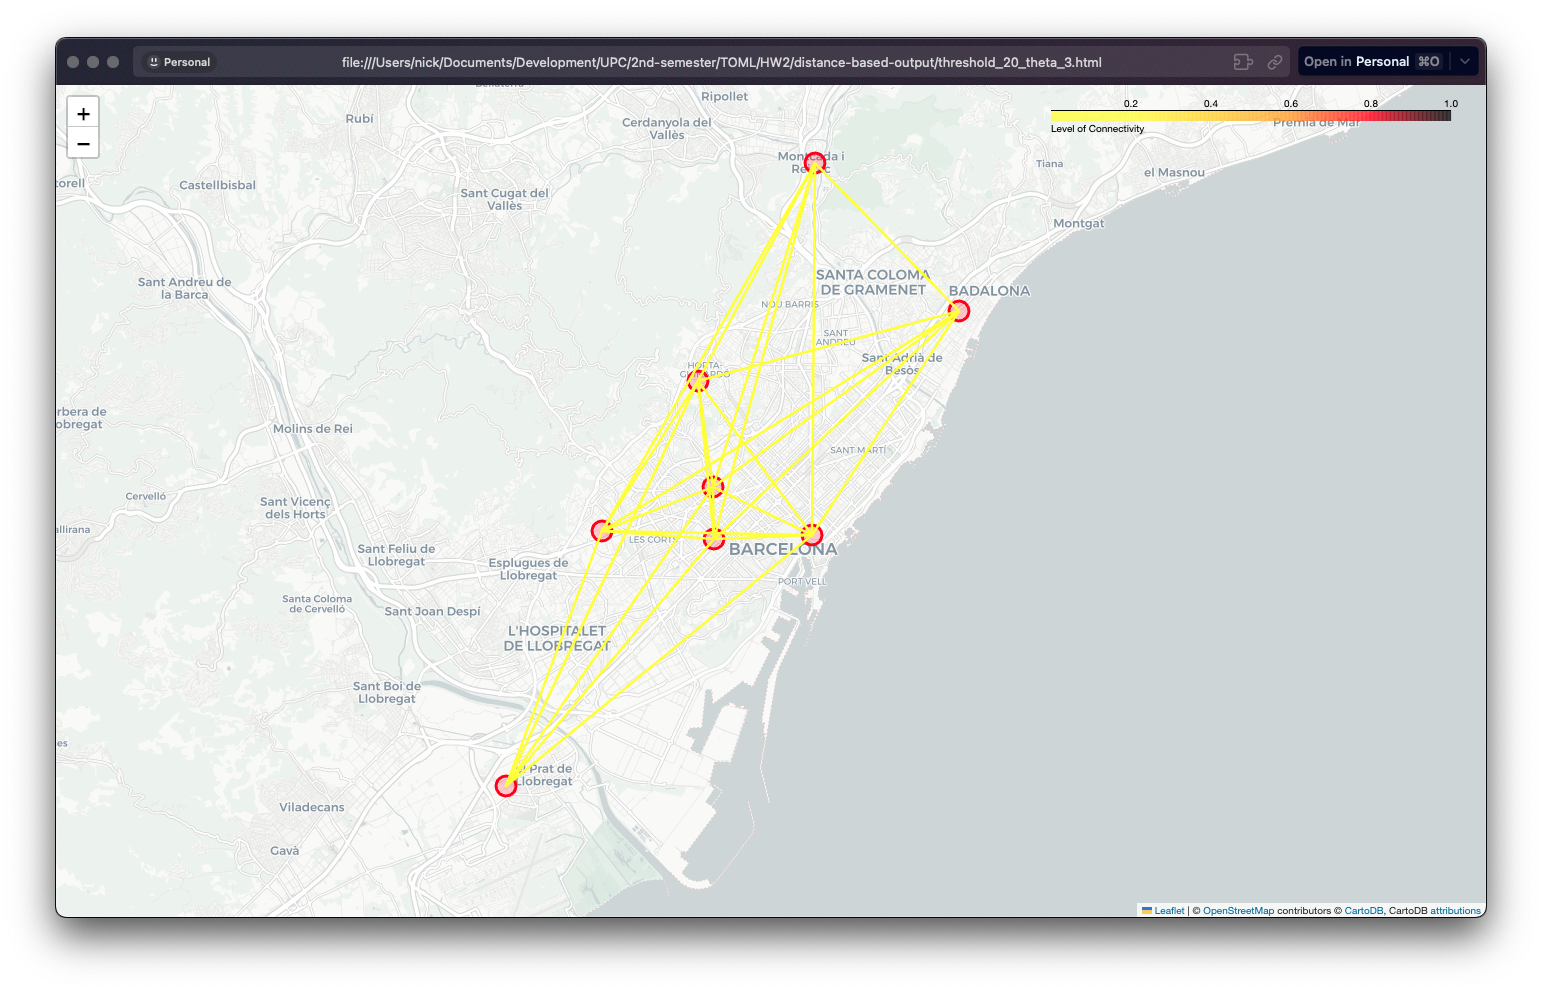 Personal
file:///Users/nick/Documents/Development/UPC/2nd-semester/TOML/HW2/distance-based-output/threshold_20_theta_3.html
Open in Personal ⌘O
+
−
0.2 0.4 0.6 0.8 1.0
Level of Connectivity
Ripollet
Rubí
Cerdanyola del
Vallès
Premià de Mar
Tiana
el Masnou
Castellbisbal
Sant Cugat del
Vallès
Montgat
Sant Andreu de
la Barca
SANTA COLOMA
DE GRAMENET
BADALONA
NOU BARRIS
SANT
ANDREU
Sant Adrià de
Besòs
HORTA-
Molins de Rei
SANT MARTÍ
Cervelló
Sant Vicenç
dels Horts
LES CORTS
BARCELONA
Sant Feliu de
Llobregat
Esplugues de
Llobregat
PORT VELL
Santa Coloma
de Cervelló
Sant Joan Despí
L'HOSPITALET
DE LLOBREGAT
Sant Boi de
Llobregat
Prat de
Llobregat
Viladecans
Gavà
Leaflet | © OpenStreetMap contributors © CartoDB, CartoDB attributions